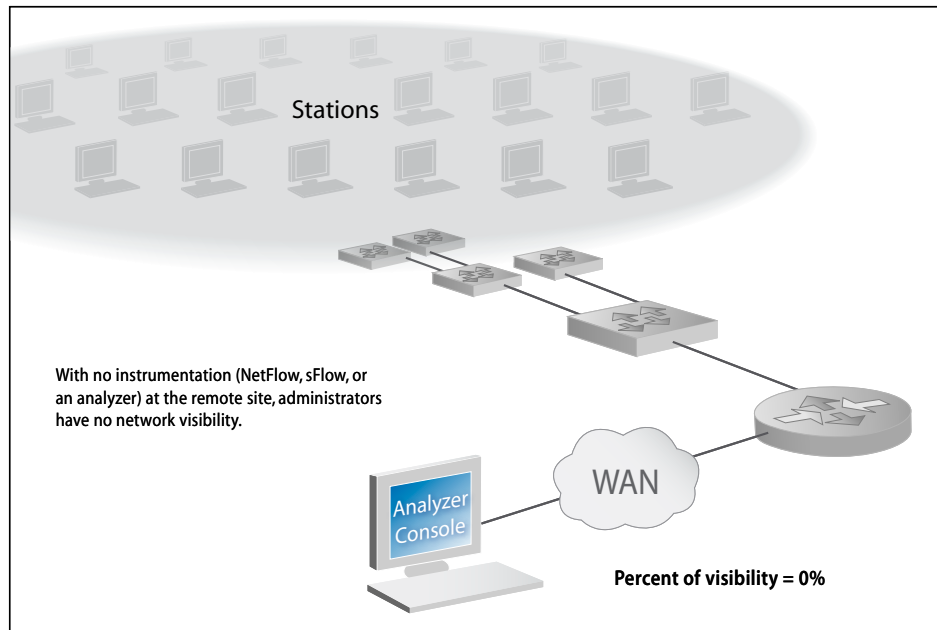 Stations
With no instrumentation (NetFlow, sFlow, or
an analyzer) at the remote site, administrators
have no network visibility.
WAN
Analyzer
Console
Percent of visibility = 0%